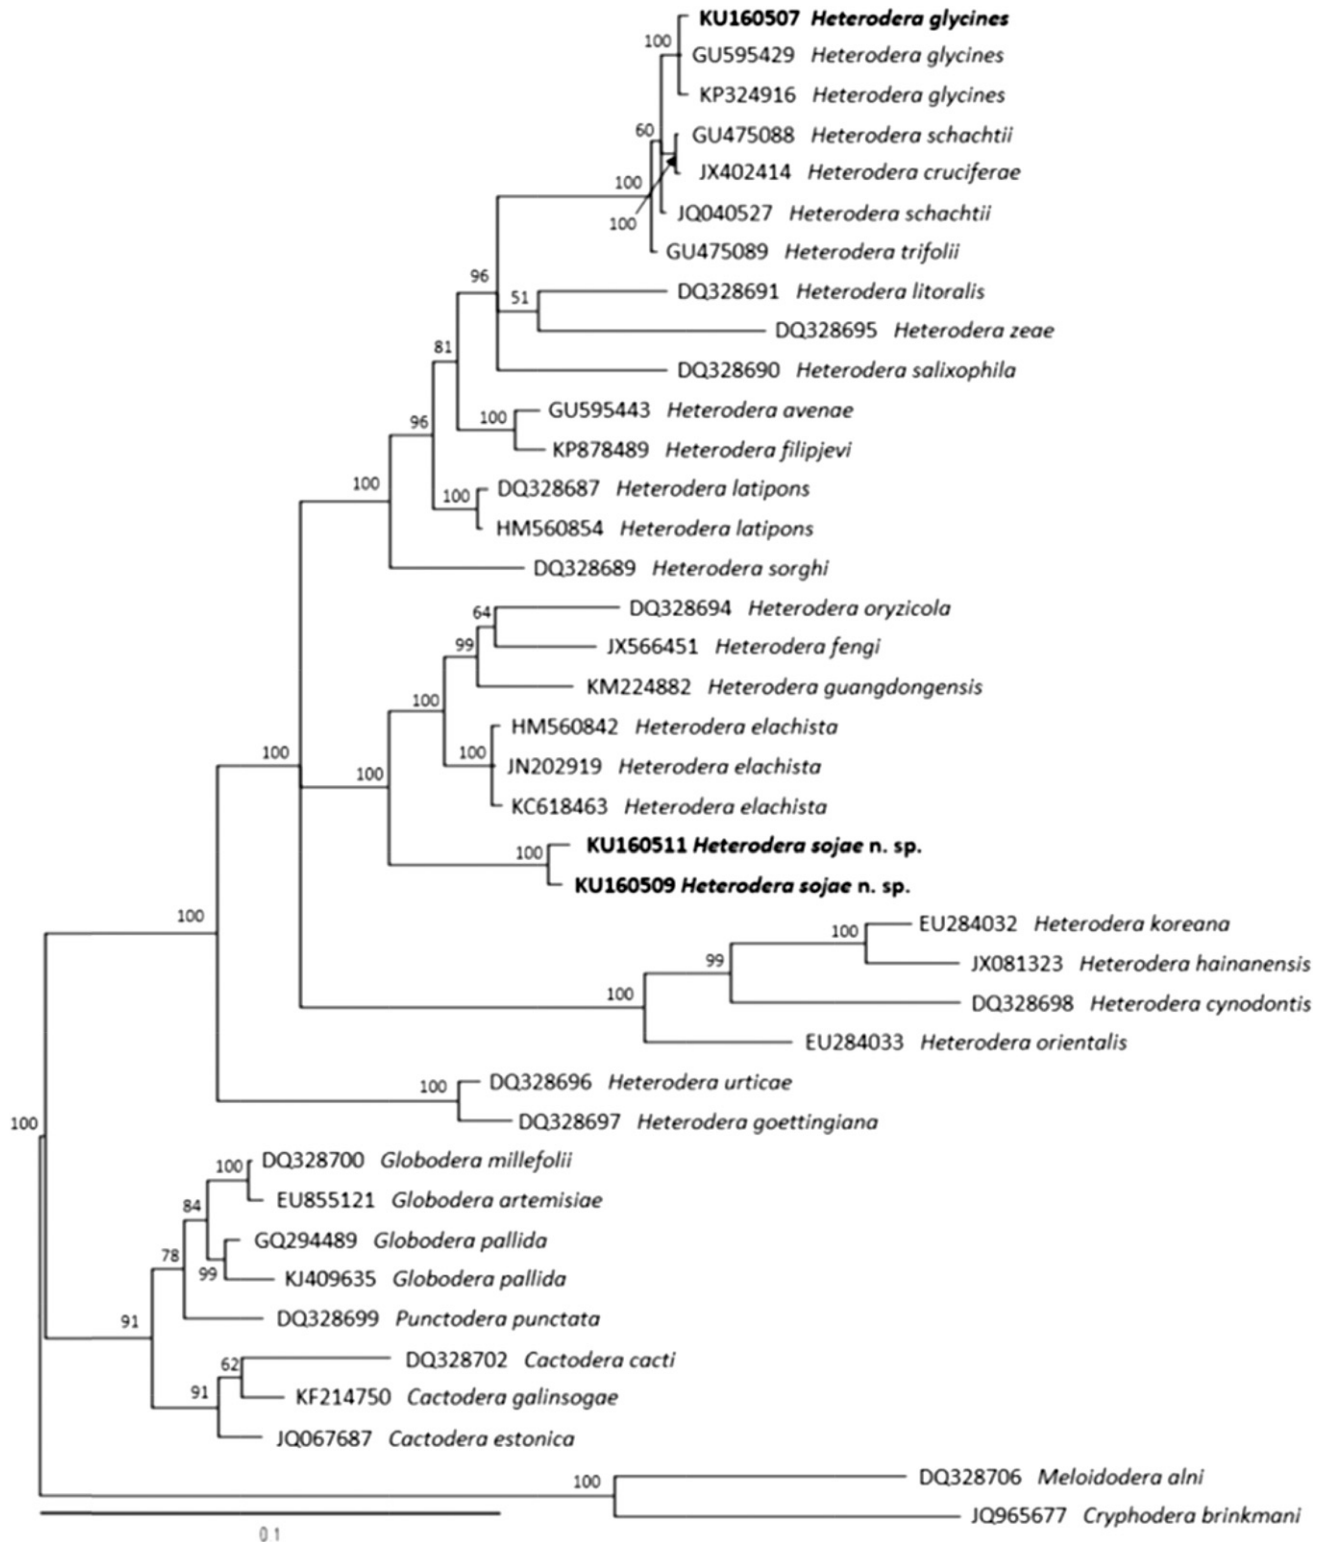 KU160507 Heterodera glycines
100
GU595429 Heterodera glycines
KP324916 Heterodera glycines
60
GU475088 Heterodera schachtii
JX402414 Heterodera cruciferae
100
JQ040527 Heterodera schachtii
100
GU475089 Heterodera trifolii
96
51
DQ328691 Heterodera litoralis
DQ328695 Heterodera zeae
81
DQ328690 Heterodera salixophila
96
100
GU595443 Heterodera avenae
KP878489 Heterodera filipjevi
100
100
DQ328687 Heterodera latipons
HM560854 Heterodera latipons
DQ328689 Heterodera sorghi
64
DQ328694 Heterodera oryzicola
99
JX566451 Heterodera fengi
KM224882 Heterodera guangdongensis
100
HM560842 Heterodera elachista
100
100
JN202919 Heterodera elachista
100
KC618463 Heterodera elachista
100
KU160511 Heterodera sojae n. sp.
KU160509 Heterodera sojae n. sp.
100
100
EU284032 Heterodera koreana
99
JX081323 Heterodera hainanensis
100
DQ328698 Heterodera cynodontis
EU284033 Heterodera orientalis
100
DQ328696 Heterodera urticae
DQ328697 Heterodera goettingiana
100
100
DQ328700 Globodera millefolii
84
EU855121 Globodera artemisiae
78
GQ294489 Globodera pallida
99
KJ409635 Globodera pallida
91
DQ328699 Punctodera punctata
62
DQ328702 Cactodera cacti
91
KF214750 Cactodera galinsogae
JQ067687 Cactodera estonica
100
DQ328706 Meloidodera alni
JQ965677 Cryphodera brinkmani
0 1